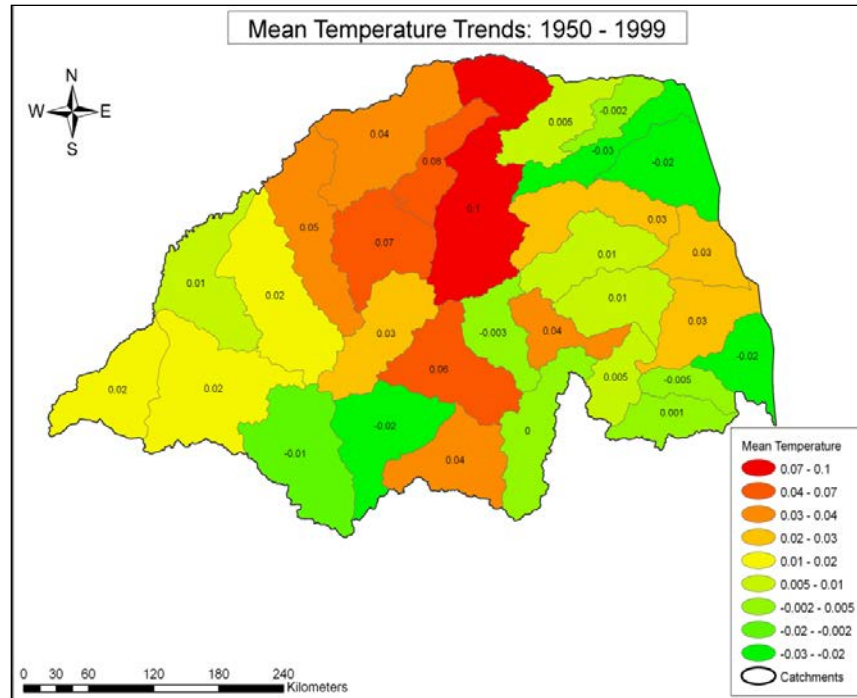 Mean Temperature Trends: 1950 - 1999
N
W E
S
0.005
-0.002
0.04
0.08
-0.03
-0.02
0.1
0.05
0.03
0.07
0.03
0.01
0.01
0.02
0.01
0.03
0.03
-0.003
0.04
0.06
-0.02
0.02
0.02
0.005
-0.005
0.001
-0.02
0
-0.01
0.04
Mean Temperature
0.07 - 0.1
0.04 - 0.07
0.03 - 0.04
0.02 - 0.03
0.01 - 0.02
0.005 - 0.01
-0.002 - 0.005
-0.02 - -0.002
-0.03 - -0.02
Catchments
0 30 60 120 180 240
Kilometers